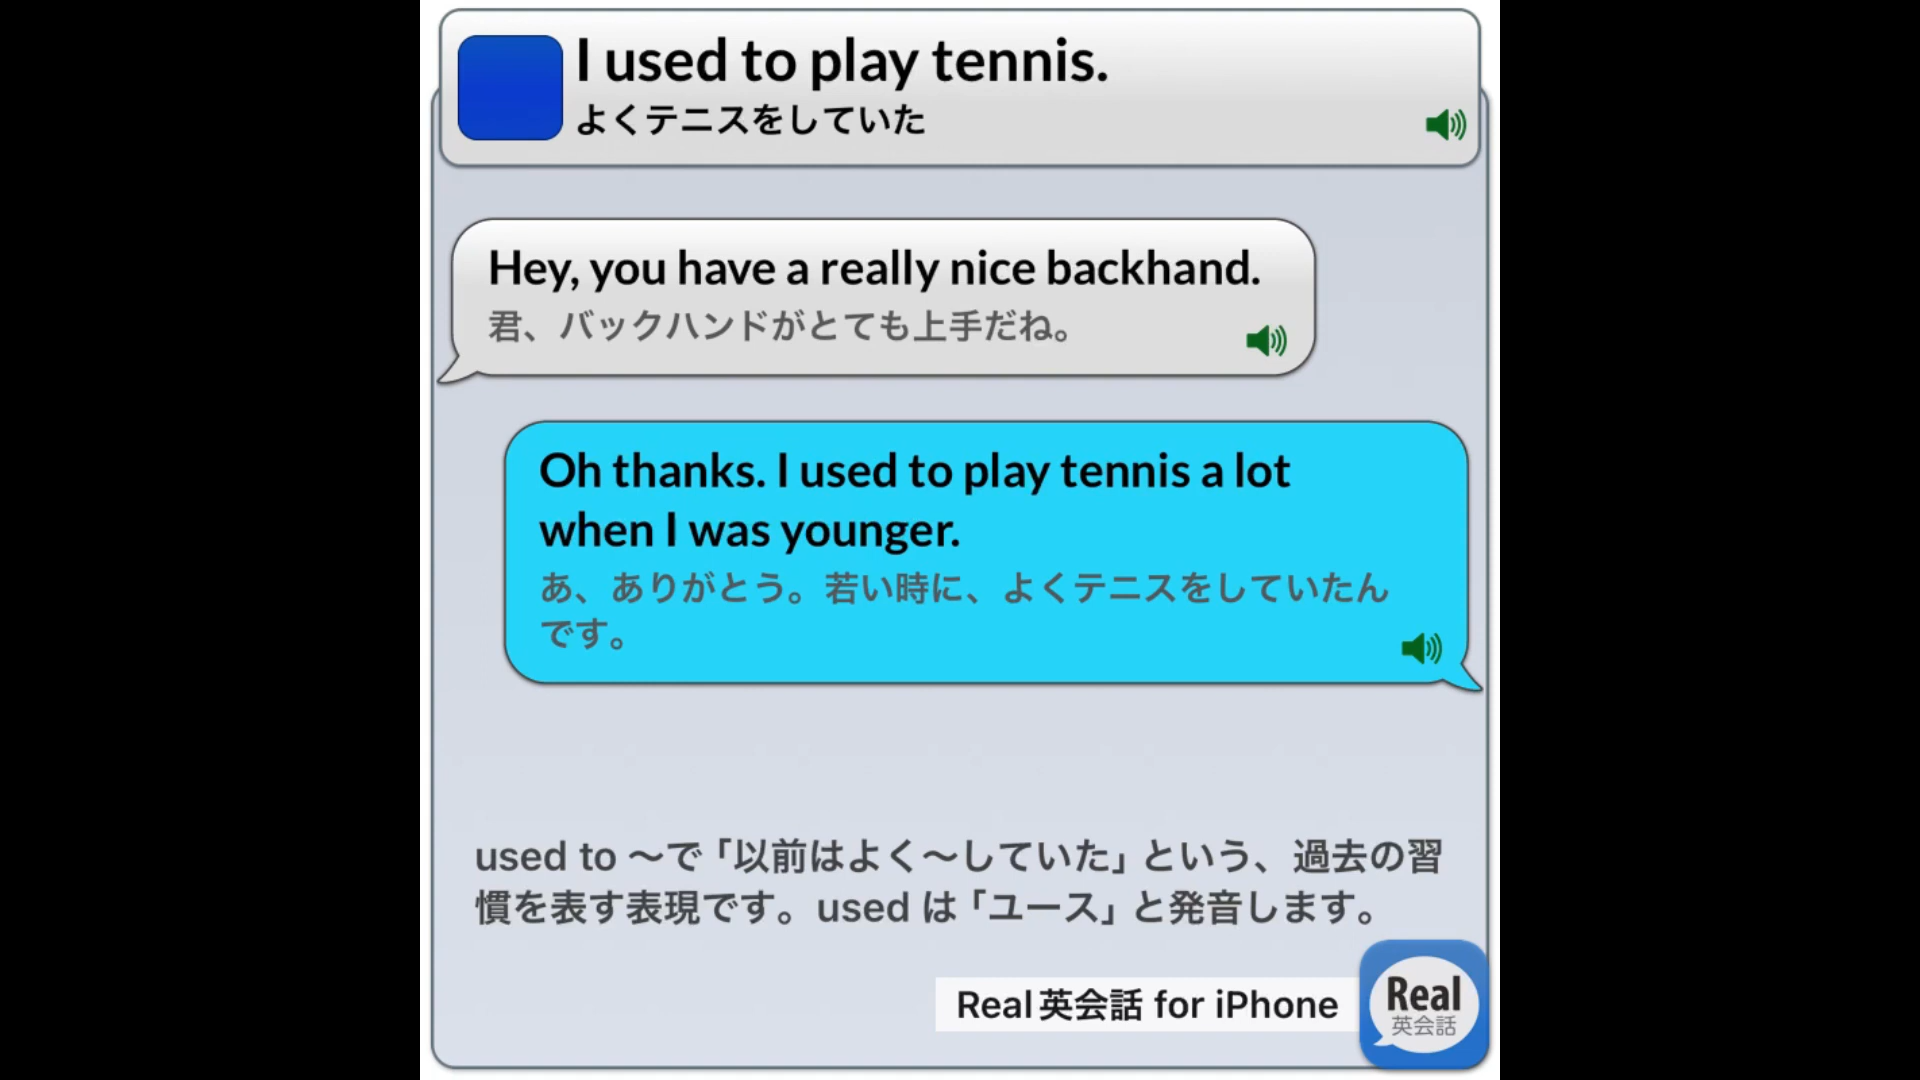 I used to play tennis.
よくテニスをしていた
Hey, you have a really nice backhand.
君、バックハンドがとても上手だね。
Oh thanks. I used to play tennis a lot
when I was younger.
あ、ありがとう。若い時に、よくテニスをしていたん
です。
used to 〜で「以前はよく〜していた」という、過去の習
慣を表す表現です。used は「ユース」と発音します。
Real英会話 for iPhone
Real
英会話